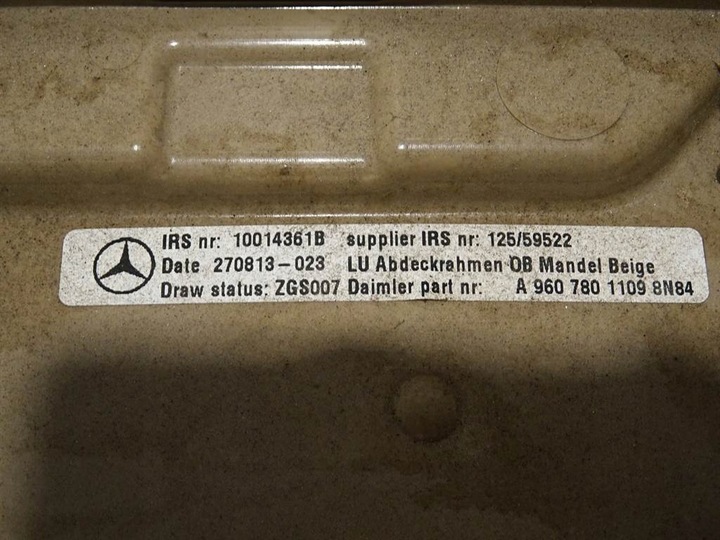 IRS nr: 10014361B supplier IRS nr: 125/59522
Date 270813-023 LU Abdeckrahmen OB Mandel Beige
Draw status: ZGS007 Daimler part nr: A 960 780 1109 8N84